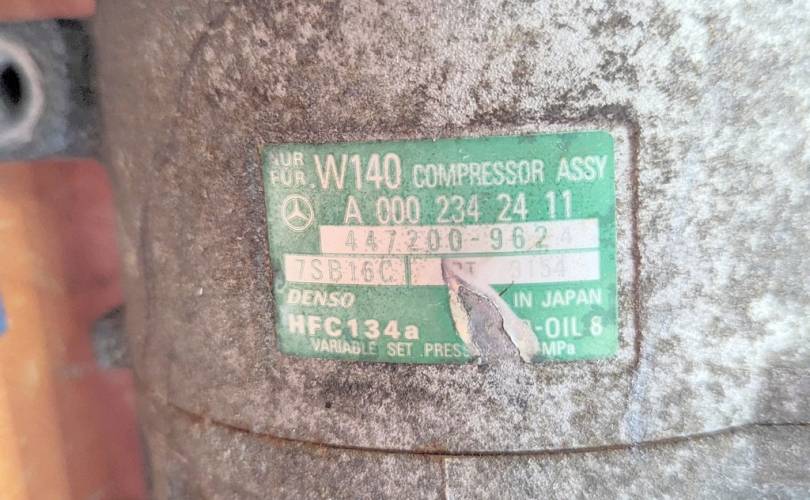 NUR
FÜR W140 COMPRESSOR ASSY
A 000 234 24 11
447200-962
7SB16C 9154
DENSO IN JAPAN
HFC134a -OIL 8
VARIABLE SET PRESS MPa